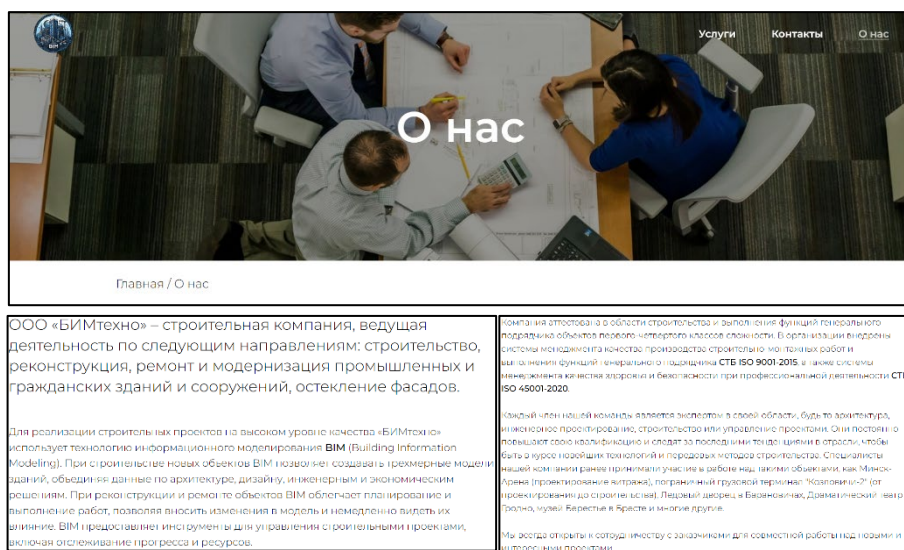 BIM
Услуги Контакты О нас
О нас
Главная / О нас
ООО «БИМтехно» – строительная компания, ведущая
деятельность по следующим направлениям: строительство,
реконструкция, ремонт и модернизация промышленных и
гражданских зданий и сооружений, остекление фасадов.
Для реализации строительных проектов на высоком уровне качества «БИМтехно»
использует технологию информационного моделирования BIM (Building Information
Modeling). При строительстве новых объектов BIM позволяет создавать трехмерные модели
зданий, объединяя данные по архитектуре, дизайну, инженерным и экономическим
решениям. При реконструкции и ремонте объектов BIM облегчает планирование и
выполнение работ, позволяя вносить изменения в модель и немедленно видеть их
влияние. BIM предоставляет инструменты для управления строительными проектами,
включая отслеживание прогресса и ресурсов.
Компания аттестована в области строительства и выполнения функций генерального
подрядчика объектов первого-четвертого классов сложности. В организации внедрены
системы менеджмента качества производства строительно-монтажных работ и
выполнения функций генерального подрядчика СТБ ISO 9001-2015, а также системы
менеджмента качества здоровья и безопасности при профессиональной деятельности СТБ
ISO 45001-2020.
Каждый член нашей команды является экспертом в своей области, будь то архитектура,
инженерное проектирование, строительство или управление проектами. Они постоянно
повышают свою квалификацию и следят за последними тенденциями в отрасли, чтобы
быть в курсе новейших технологий и передовых методов строительства. Специалисты
нашей компании ранее принимали участие в работе над такими объектами, как Минск-
Арена (проектирование витража), пограничный грузовой терминал "Козловичи-2" (от
проектирования до строительства), Ледовый дворец в Барановичах, Драматический театр
Гродно, музей Берестье в Бресте и многие другие.
Мы всегда открыты к сотрудничеству с заказчиками для совместной работы над новыми и
интересными проектами.